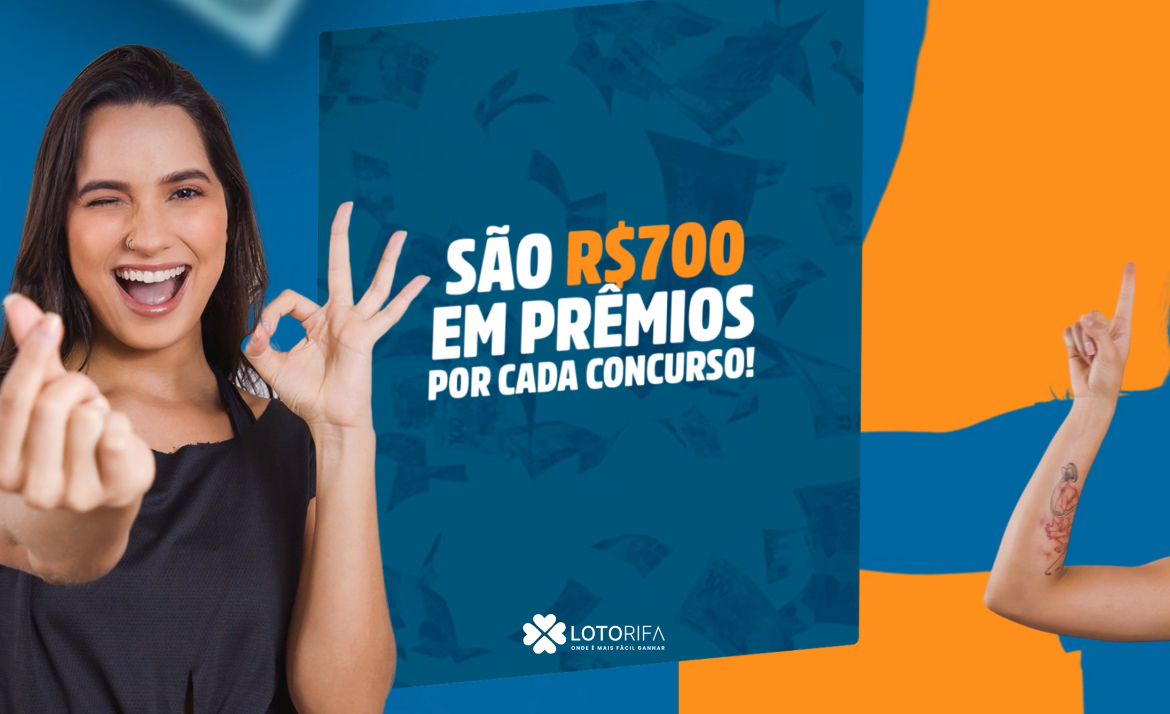 SÃO R$700
EM PRÊMIOS
POR CADA CONCURSO!
LOTORIFA
ONDE É MAIS FÁCIL GANHAR